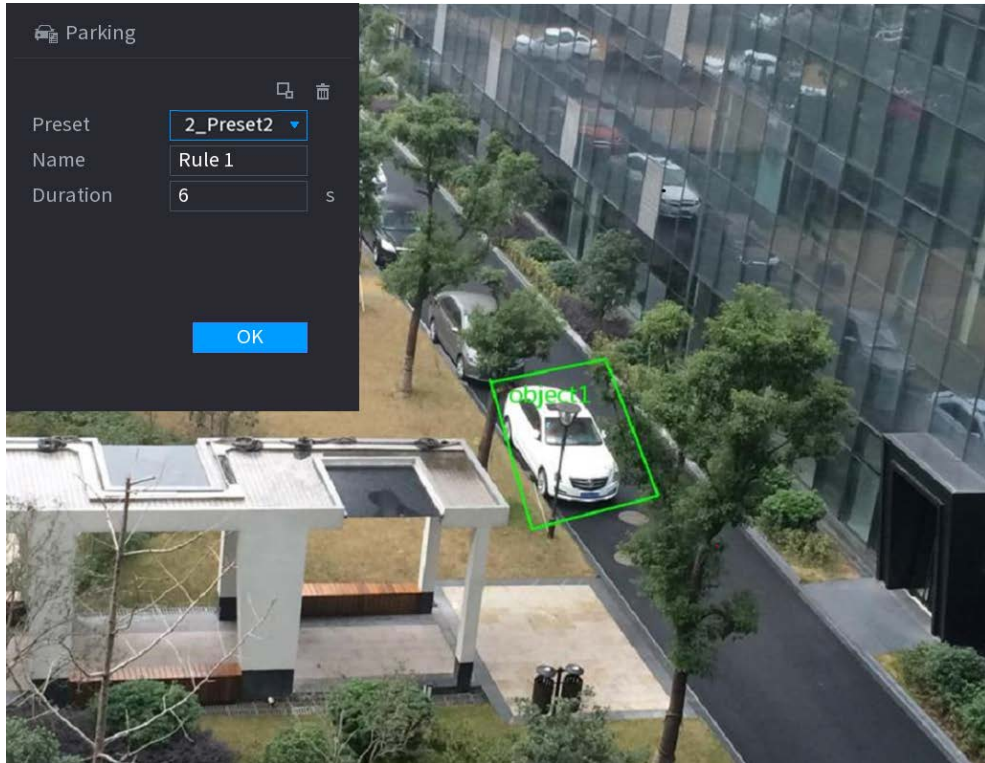 Parking
Preset 2_Preset2
Name Rule 1
Duration 6 s
OK
object1